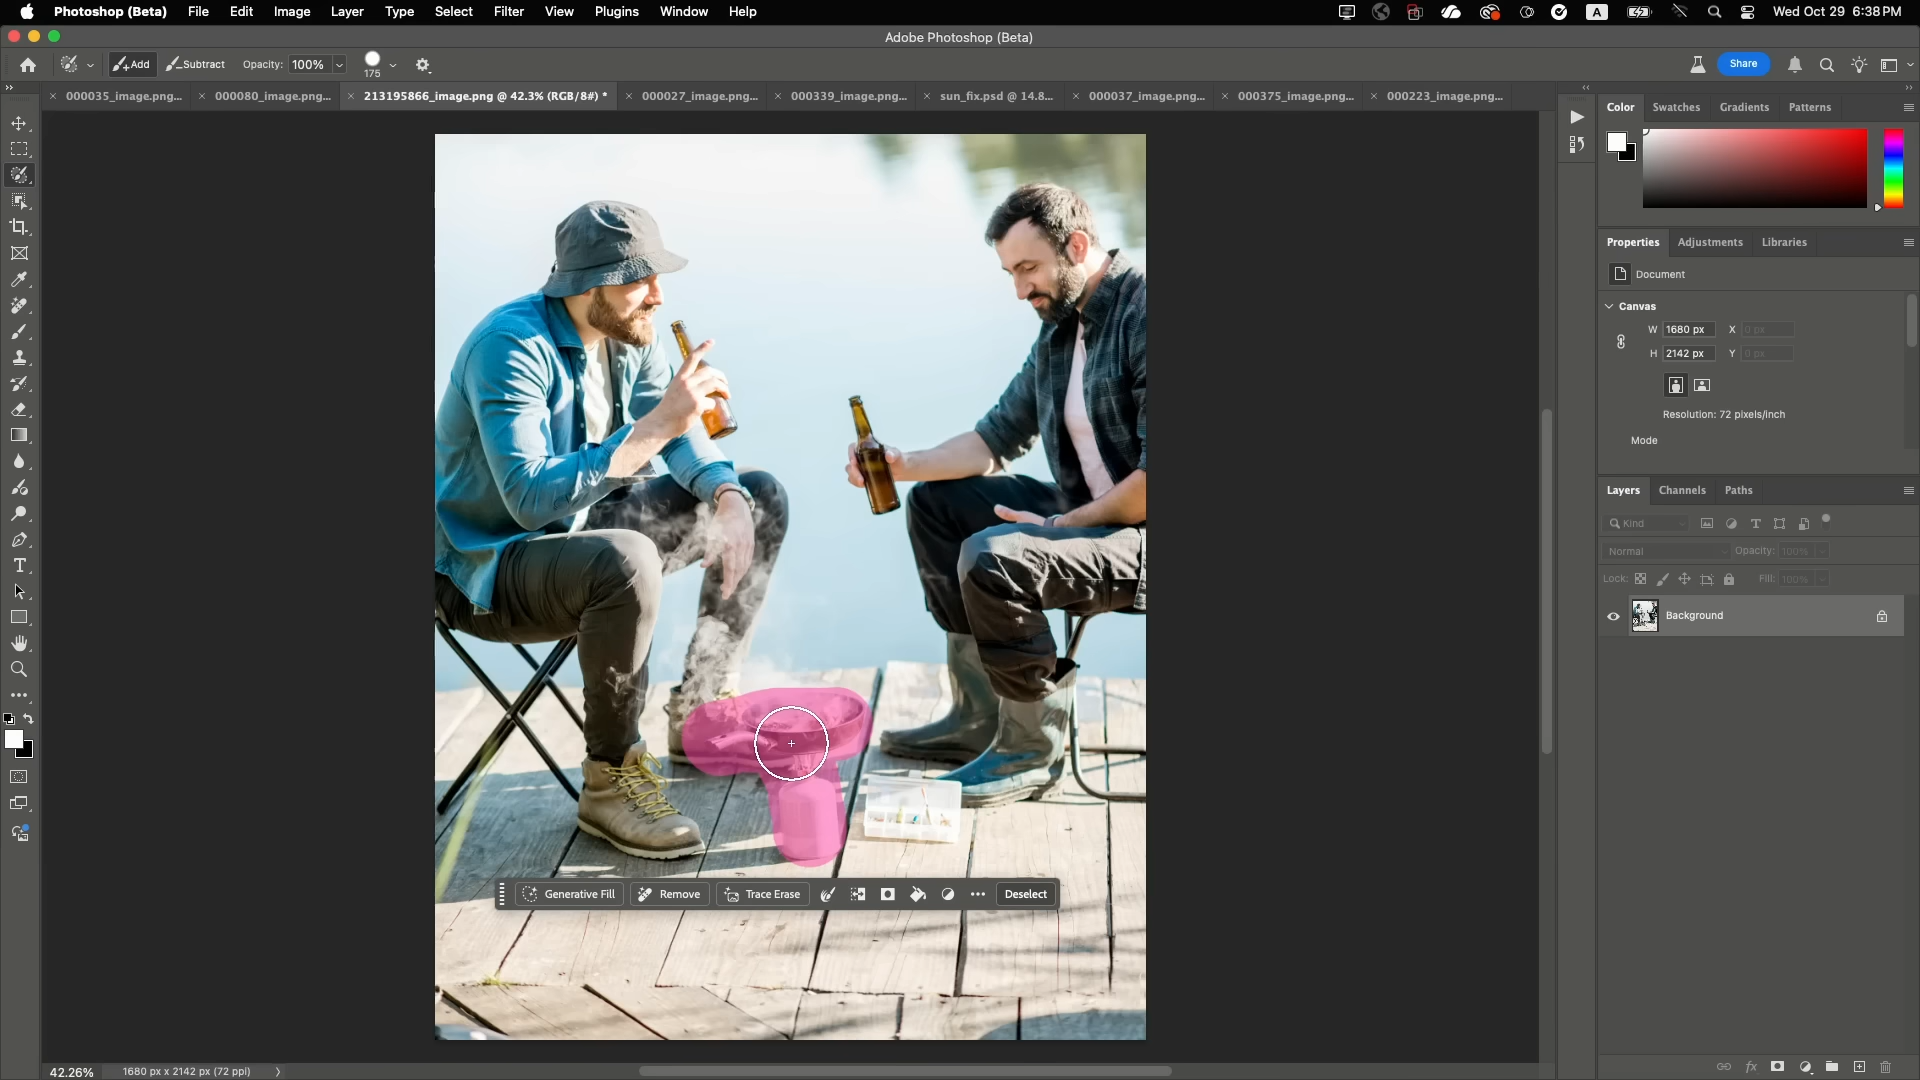 Photoshop (Beta) File Edit Image Layer Type Select Filter View Plugins Window Help A Wed Oct 29 6:38 PM
Adobe Photoshop (Beta)
Add Subtract Opacity: 100% 175 Share
000035_image.png... 000080_image.png... 213195866_image.png @ 42.3% (RGB/8#) * 000027_image.png... 000339_image.png... sun_fix.psd @ 14.8... 000037_image.png... 000375_image.png... 000223_image.png...
Color Swatches Gradients Patterns
Properties Adjustments Libraries
Document
Canvas
W 1680 px X 0 px
H 2142 px Y 0 px
Resolution: 72 pixels/inch
Mode
Layers Channels Paths
Kind
Normal Opacity: 100%
Lock: Fill: 100%
Background
Generative Fill Remove Trace Erase Deselect
42.26% 1680 px x 2142 px (72 ppi)